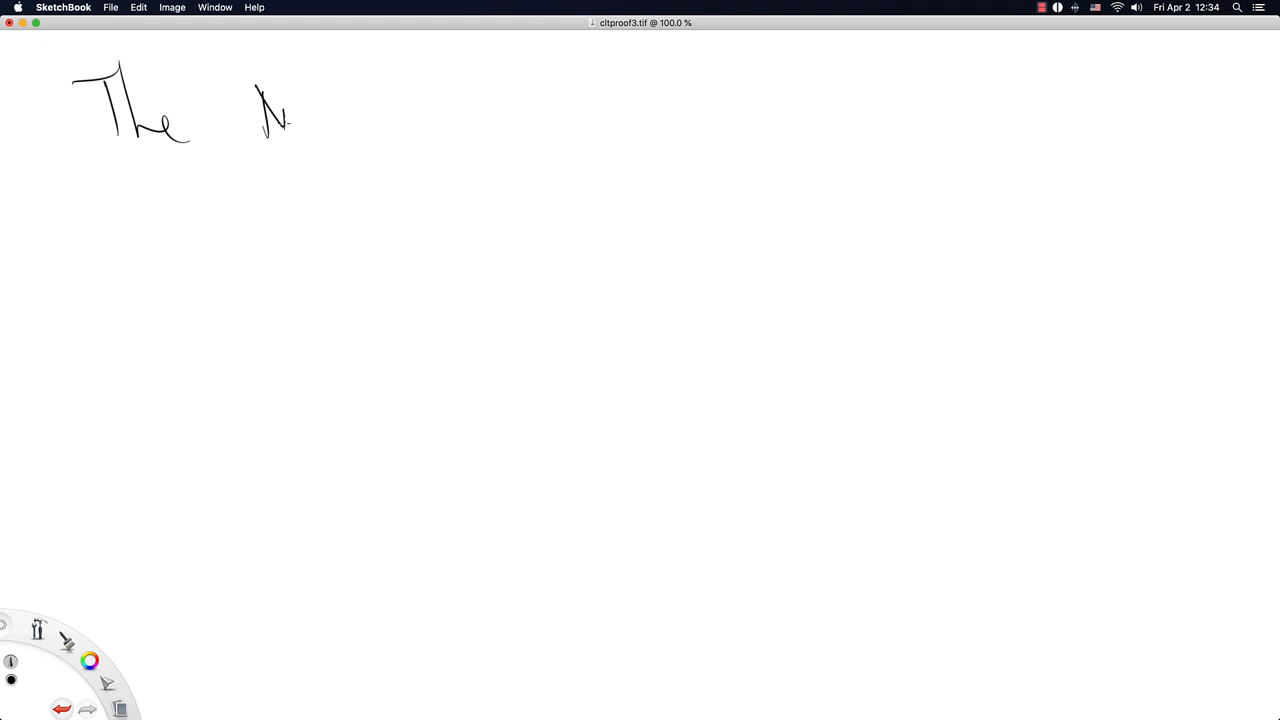 SketchBook File Edit Image Window Help Fri Apr 2 12:34
cltproof3.tif @ 100.0 %
The N